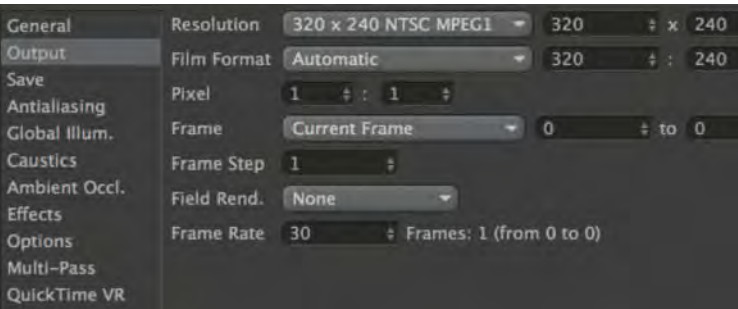 General
Output
Save
Antialiasing
Global Illum.
Caustics
Ambient Occl.
Effects
Options
Multi-Pass
QuickTime VR
Resolution 320 x 240 NTSC MPEG1 320 x 240
Film Format Automatic 320 : 240
Pixel 1 : 1
Frame Current Frame 0 to 0
Frame Step 1
Field Rend. None
Frame Rate 30 Frames: 1 (from 0 to 0)